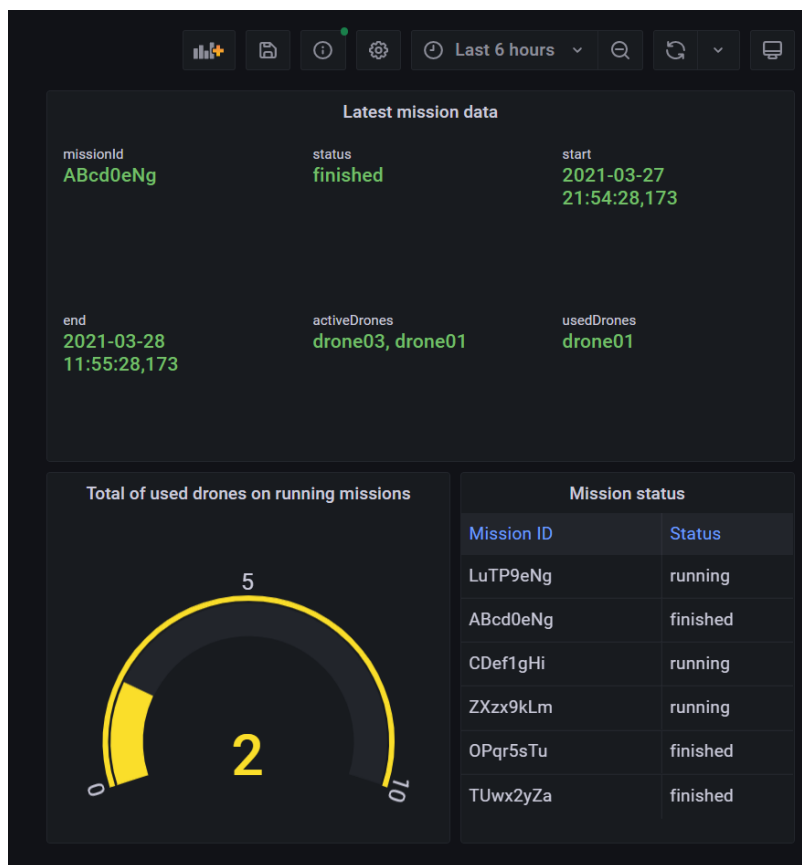 Last 6 hours
Latest mission data
missionId
ABcd0eNg
status
finished
start
2021-03-27
21:54:28,173
end
2021-03-28
11:55:28,173
activeDrones
drone03, drone01
usedDrones
drone01
Total of used drones on running missions
5
2
0
10
Mission status
Mission ID Status
LuTP9eNg running
ABcd0eNg finished
CDef1gHi running
ZXzx9kLm running
OPqr5sTu finished
TUwx2yZa finished